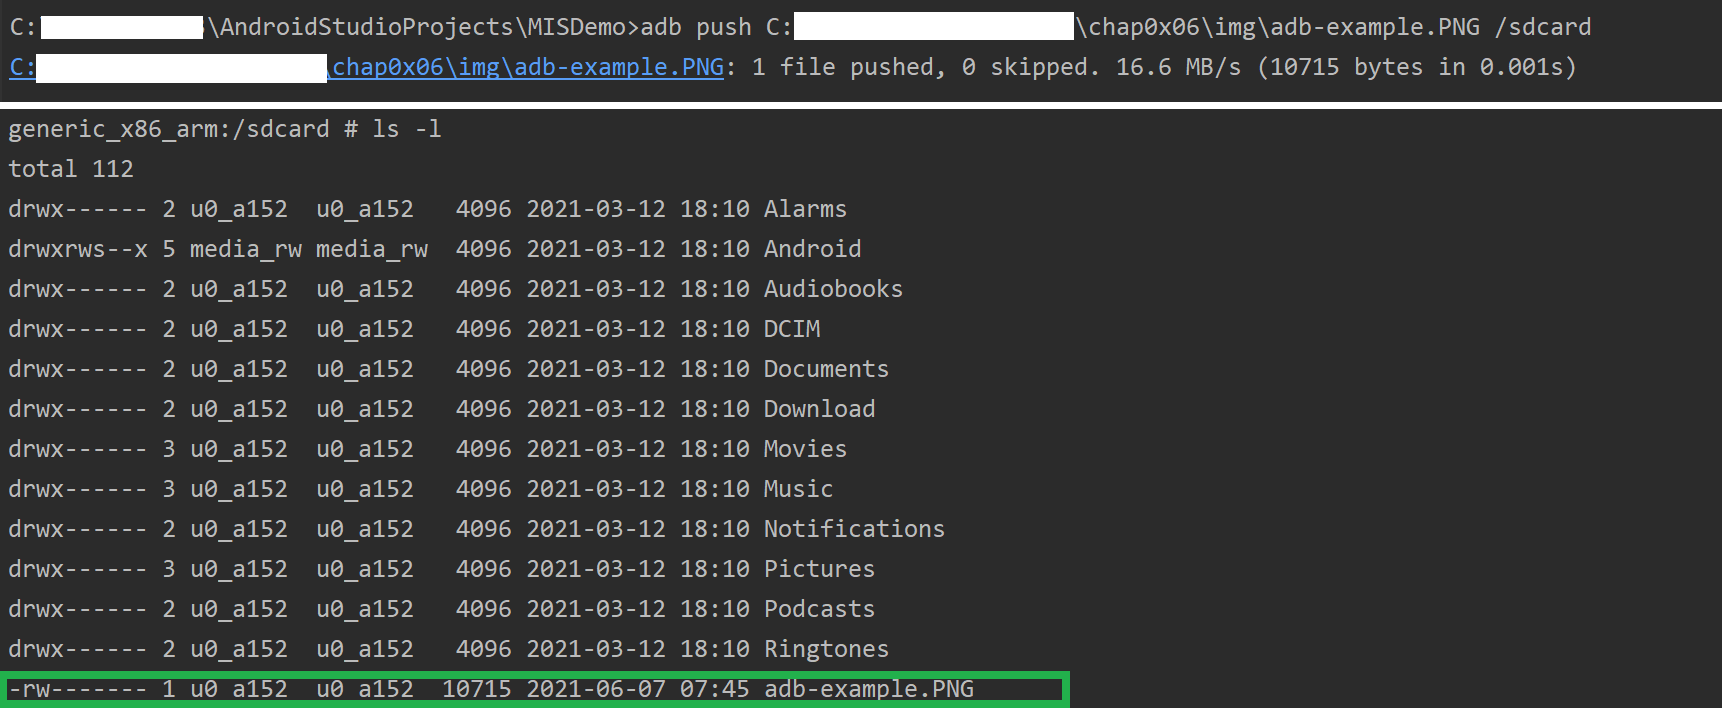 C:\AndroidStudioProjects\MISDemo>adb push C:\chap0x06\img\adb-example.PNG /sdcard
C:\chap0x06\img\adb-example.PNG: 1 file pushed, 0 skipped. 16.6 MB/s (10715 bytes in 0.001s)
generic_x86_arm:/sdcard # ls -l
total 112
drwx------ 2 u0_a152  u0_a152   4096 2021-03-12 18:10 Alarms
drwxrws--x 5 media_rw media_rw  4096 2021-03-12 18:10 Android
drwx------ 2 u0_a152  u0_a152   4096 2021-03-12 18:10 Audiobooks
drwx------ 2 u0_a152  u0_a152   4096 2021-03-12 18:10 DCIM
drwx------ 2 u0_a152  u0_a152   4096 2021-03-12 18:10 Documents
drwx------ 2 u0_a152  u0_a152   4096 2021-03-12 18:10 Download
drwx------ 3 u0_a152  u0_a152   4096 2021-03-12 18:10 Movies
drwx------ 3 u0_a152  u0_a152   4096 2021-03-12 18:10 Music
drwx------ 2 u0_a152  u0_a152   4096 2021-03-12 18:10 Notifications
drwx------ 3 u0_a152  u0_a152   4096 2021-03-12 18:10 Pictures
drwx------ 2 u0_a152  u0_a152   4096 2021-03-12 18:10 Podcasts
drwx------ 2 u0_a152  u0_a152   4096 2021-03-12 18:10 Ringtones
-rw------- 1 u0_a152  u0_a152  10715 2021-06-07 07:45 adb-example.PNG